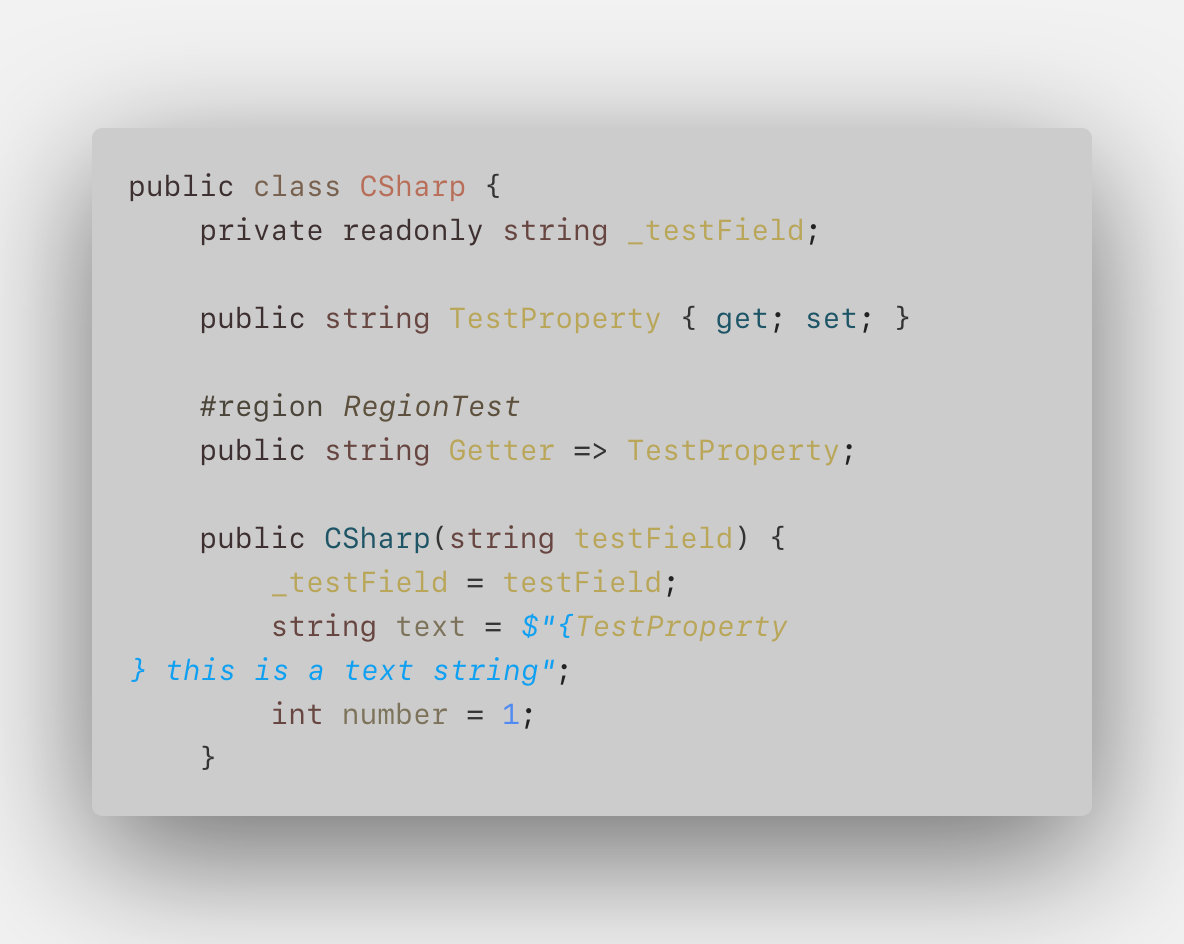 public class CSharp {
    private readonly string _testField;

    public string TestProperty { get; set; }

    #region RegionTest
    public string Getter => TestProperty;

    public CSharp(string testField) {
        _testField = testField;
        string text = $"{TestProperty
} this is a text string";
        int number = 1;
    }